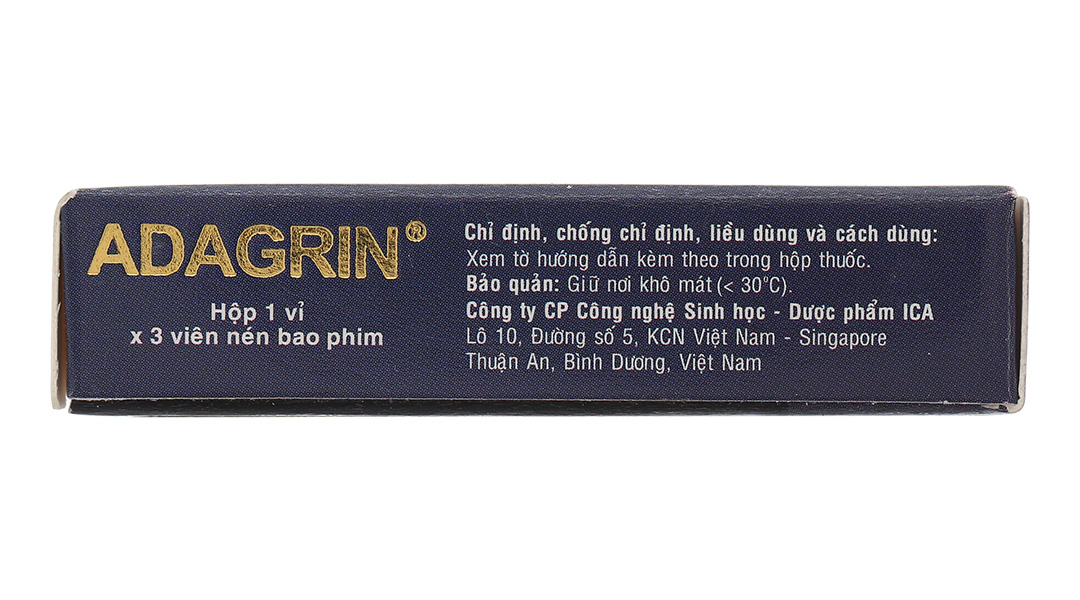 ADAGRIN®
Hộp 1 vỉ
x 3 viên nén bao phim
Chỉ định, chống chỉ định, liều dùng và cách dùng:
Xem tờ hướng dẫn kèm theo trong hộp thuốc.
Bảo quản: Giữ nơi khô mát (< 30°C).
Công ty CP Công nghệ Sinh học - Dược phẩm ICA
Lô 10, Đường số 5, KCN Việt Nam - Singapore
Thuận An, Bình Dương, Việt Nam